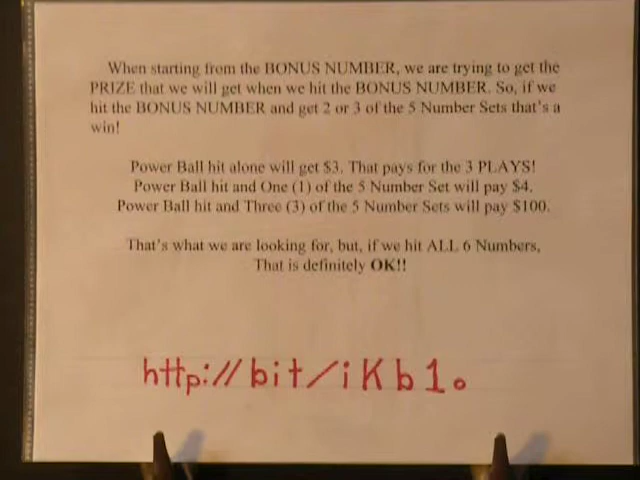 When starting from the BONUS NUMBER, we are trying to get the
PRIZE that we will get when we hit the BONUS NUMBER. So, if we
hit the BONUS NUMBER and get 2 or 3 of the 5 Number Sets that's a
win!
Power Ball hit alone will get $3. That pays for the 3 PLAYS!
Power Ball hit and One (1) of the 5 Number Set will pay $4.
Power Ball hit and Three (3) of the 5 Number Sets will pay $100.
That's what we are looking for, but, if we hit ALL 6 Numbers,
That is definitely OK!!
http://bit/iKb1o